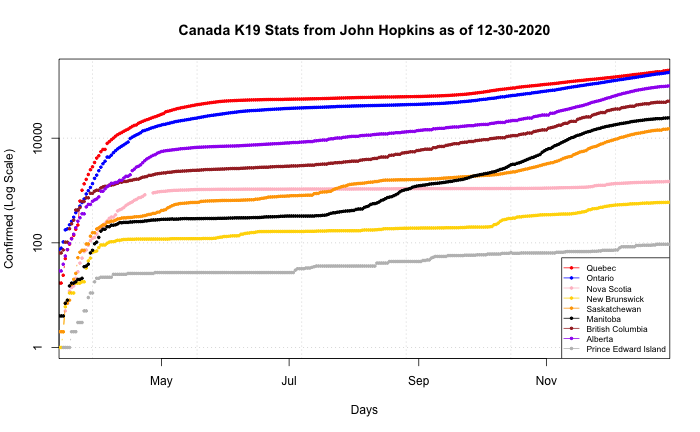 Canada K19 Stats from John Hopkins as of 12-30-2020
Confirmed (Log Scale)
10000
100
1
May Jul Sep Nov
Days
Quebec
Ontario
Nova Scotia
New Brunswick
Saskatchewan
Manitoba
British Columbia
Alberta
Prince Edward Island